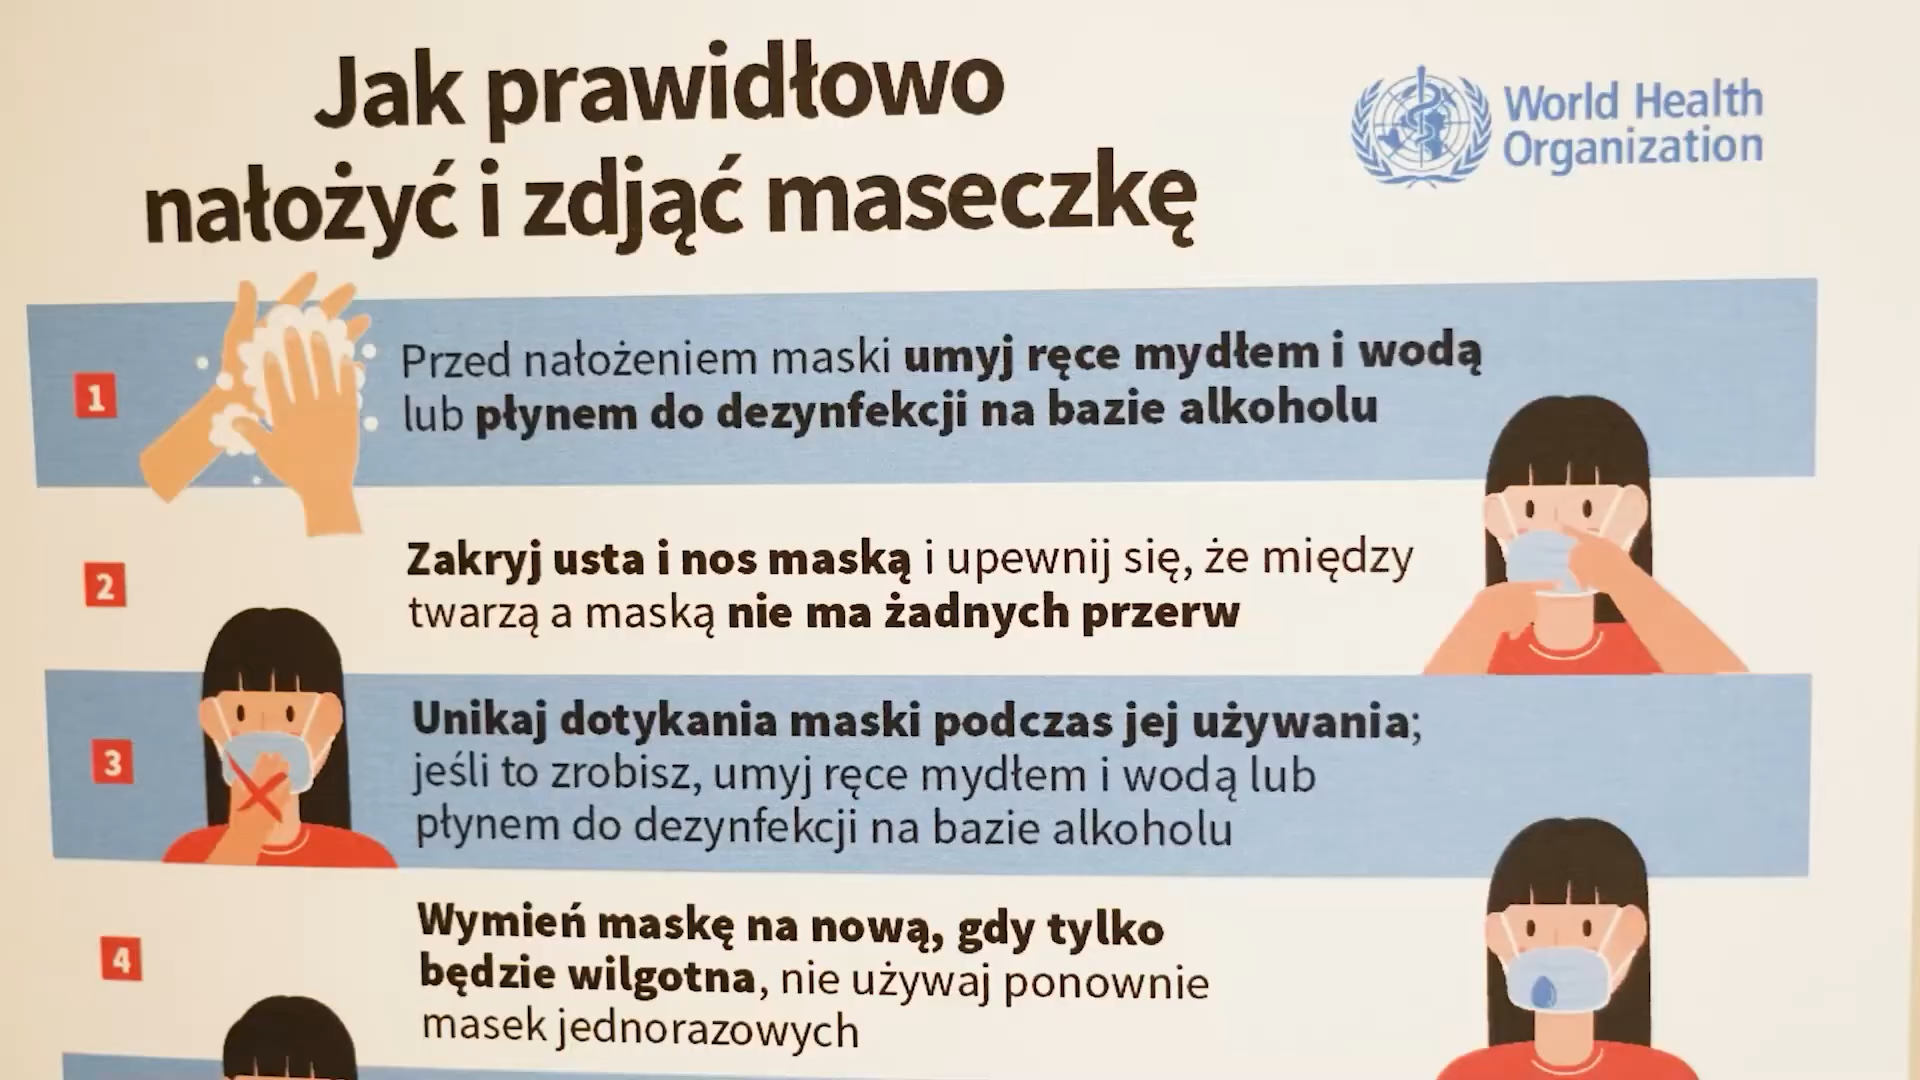 Jak prawidłowo
nałożyć i zdjąć maseczkę
World Health
Organization
1
Przed nałożeniem maski umyj ręce mydłem i wodą
lub płynem do dezynfekcji na bazie alkoholu
2
Zakryj usta i nos maską i upewnij się, że między
twarzą a maską nie ma żadnych przerw
3
Unikaj dotykania maski podczas jej używania;
jeśli to zrobisz, umyj ręce mydłem i wodą lub
płynem do dezynfekcji na bazie alkoholu
4
Wymień maskę na nową, gdy tylko
będzie wilgotna, nie używaj ponownie
masek jednorazowych